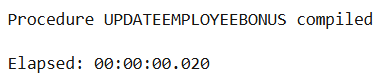 Procedure UPDATEEMPLOYEEBONUS compiled
Elapsed: 00:00:00.020